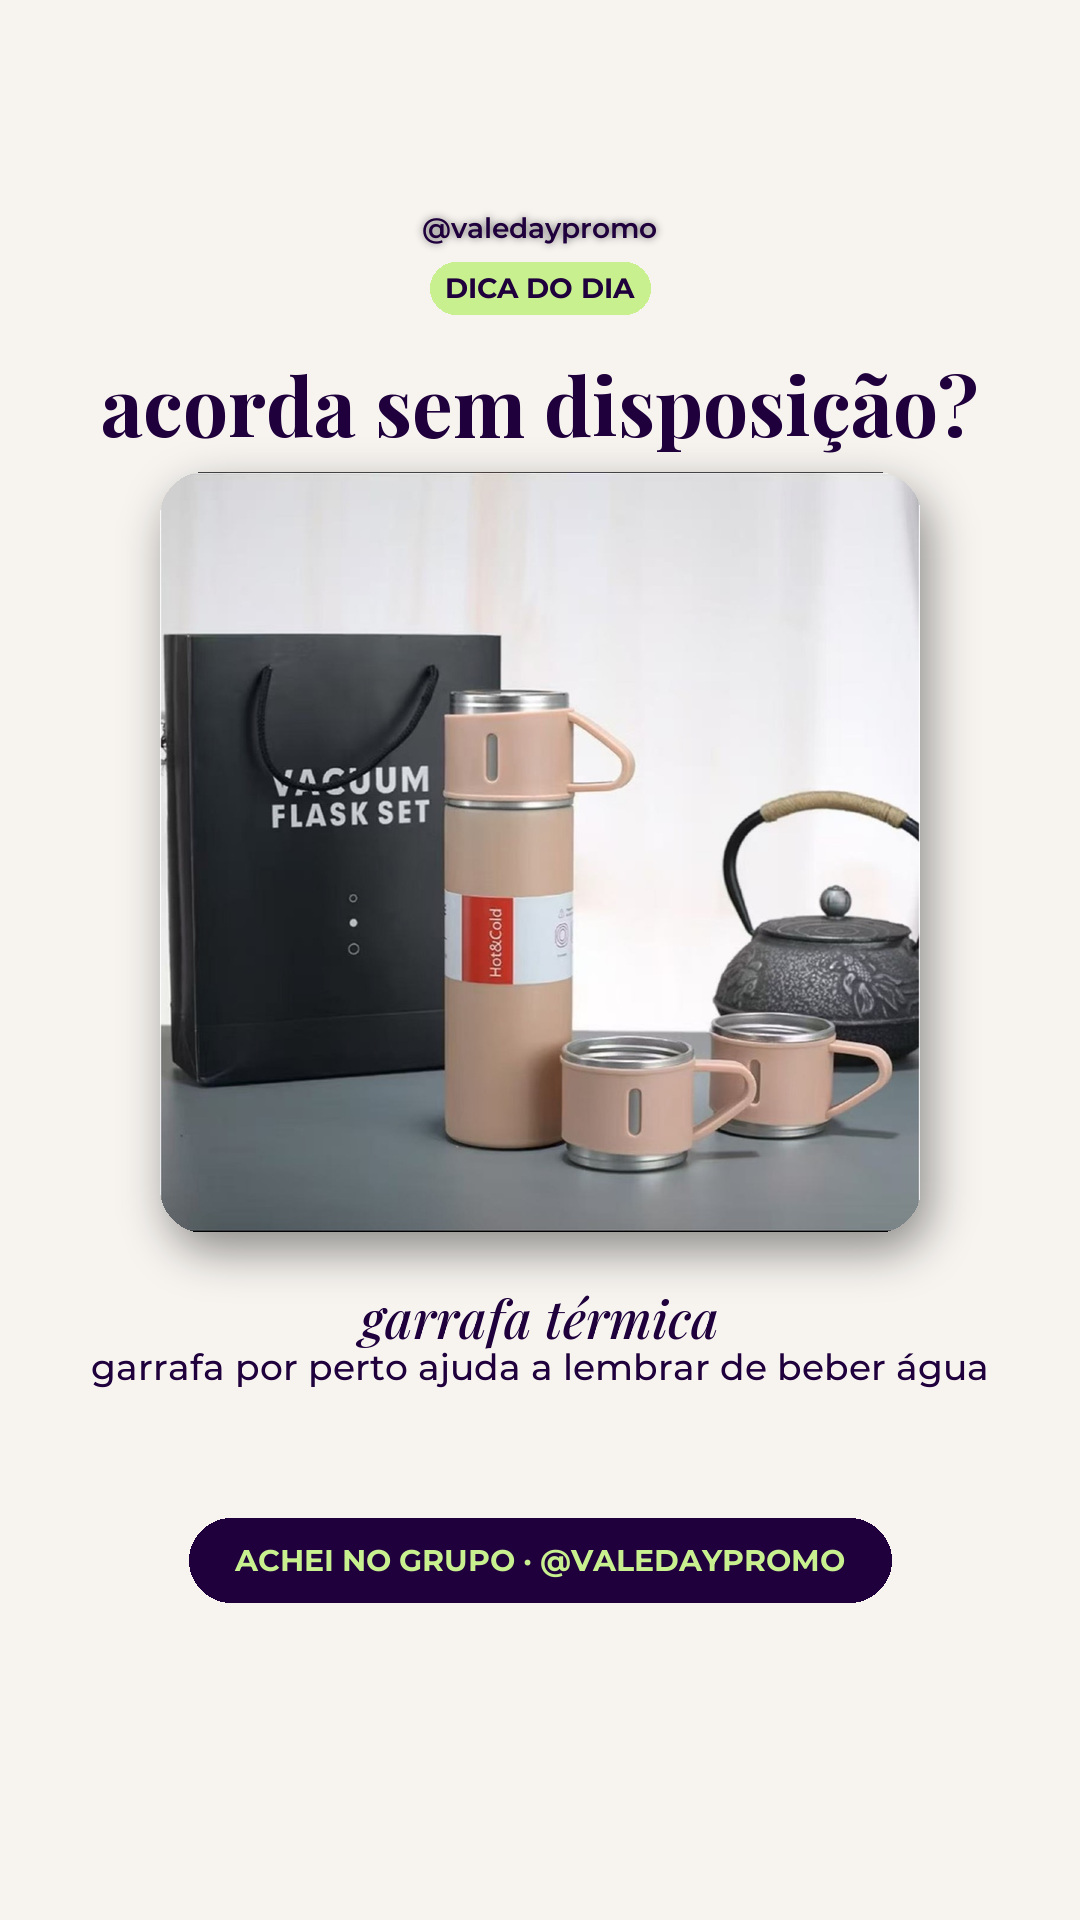 @valedaypromo
DICA DO DIA
acorda sem disposição?
VACUUM
FLASK SET
Hot&Cold
garrafa térmica
garrafa por perto ajuda a lembrar de beber água
ACHEI NO GRUPO · @VALEDAYPROMO